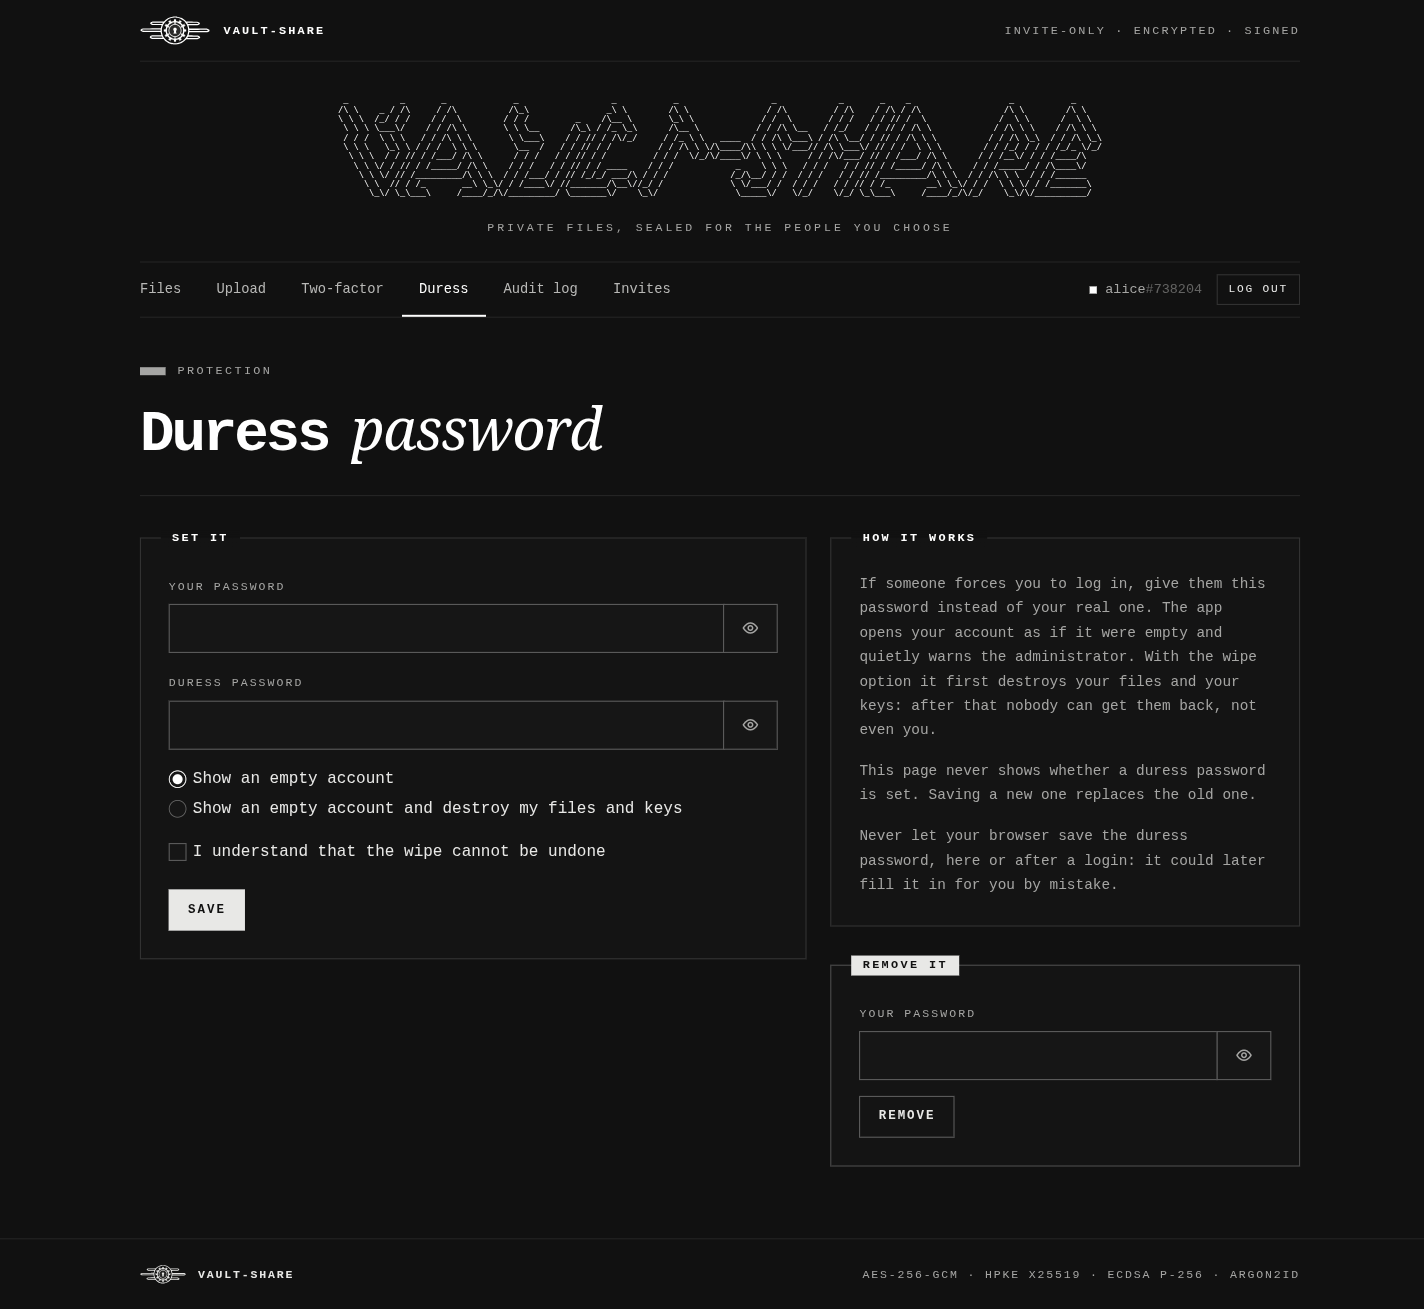 VAULT-SHARE
INVITE-ONLY · ENCRYPTED · SIGNED
VAULT-SHARE
PRIVATE FILES, SEALED FOR THE PEOPLE YOU CHOOSE
Files Upload Two-factor Duress Audit log Invites
alice#738204 LOG OUT
PROTECTION
Duress password
SET IT
YOUR PASSWORD
DURESS PASSWORD
Show an empty account
Show an empty account and destroy my files and keys
I understand that the wipe cannot be undone
SAVE
HOW IT WORKS
If someone forces you to log in, give them this
password instead of your real one. The app
opens your account as if it were empty and
quietly warns the administrator. With the wipe
option it first destroys your files and your
keys: after that nobody can get them back, not
even you.
This page never shows whether a duress password
is set. Saving a new one replaces the old one.
Never let your browser save the duress
password, here or after a login: it could later
fill it in for you by mistake.
REMOVE IT
YOUR PASSWORD
REMOVE
VAULT-SHARE
AES-256-GCM · HPKE X25519 · ECDSA P-256 · ARGON2ID